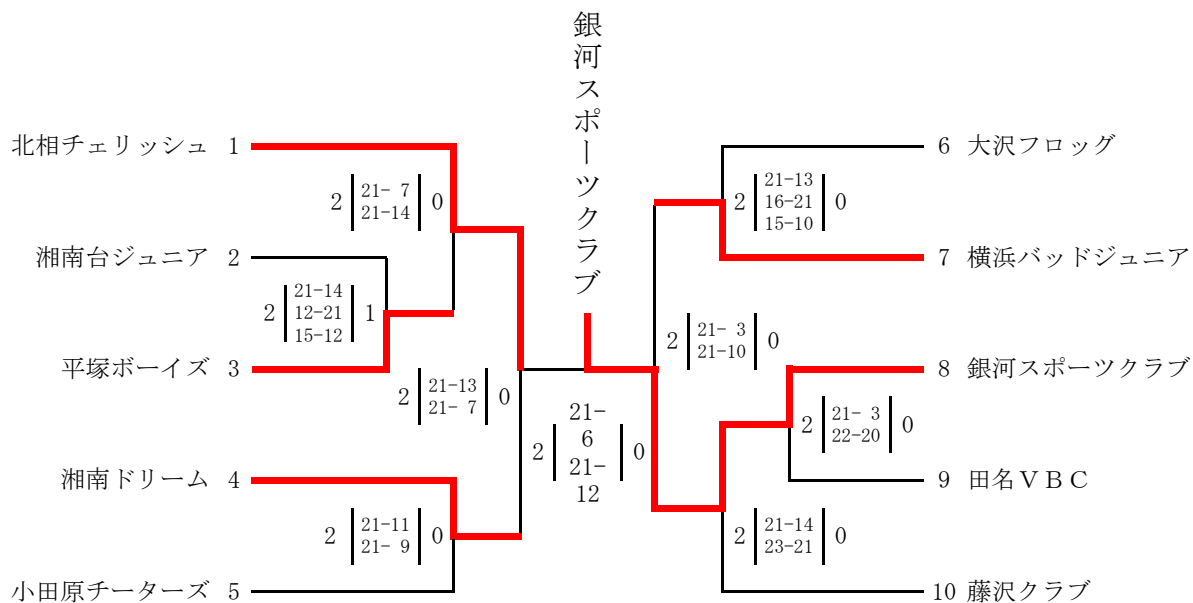 銀河スポーツクラブ
北相チェリッシュ 1
2 21- 7 0
21-14
湘南台ジュニア 2
2 21-14 1
12-21
15-12
平塚ボーイズ 3
2 21-13 0
21- 7
湘南ドリーム 4
2 21-11 0
21- 9
小田原チーターズ 5
2 21- 0
6
21-
12
6 大沢フロッグ
2 21-13 0
16-21
15-10
7 横浜バッドジュニア
2 21- 3 0
21-10
8 銀河スポーツクラブ
2 21- 3 0
22-20
9 田名ＶＢＣ
2 21-14 0
23-21
10 藤沢クラブ